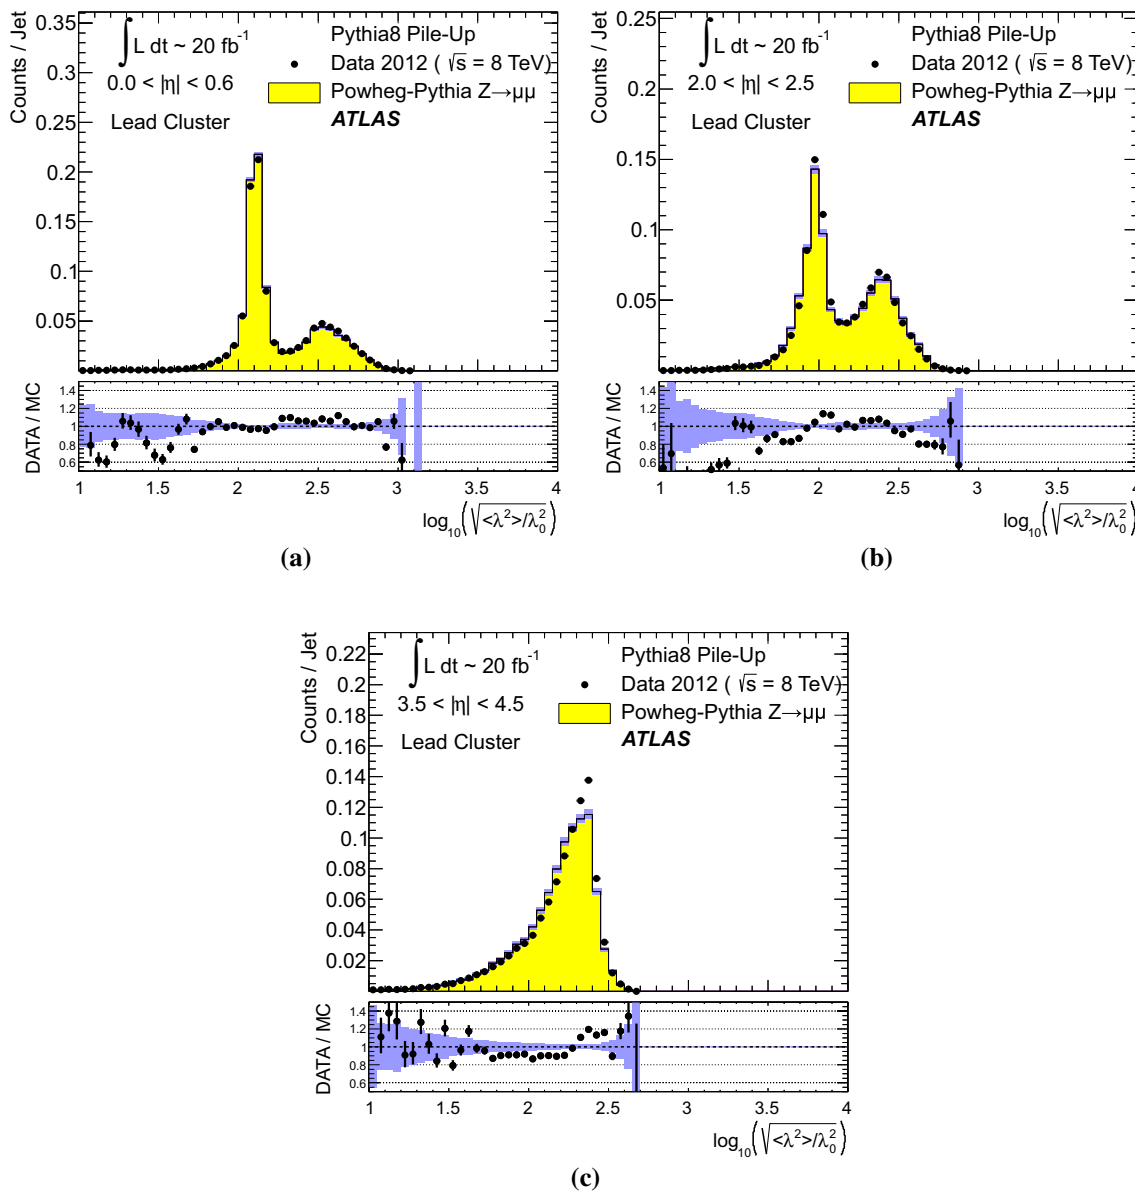 Counts / Jet
0.35
0.3
0.25
0.2
0.15
0.1
0.05
∫ L dt ~ 20 fb⁻¹
0.0 < |η| < 0.6
Lead Cluster
Pythia8 Pile-Up
Data 2012 ( √s = 8 TeV)
Powheg-Pythia Z→μμ
ATLAS
DATA / MC
1.4
1.2
1
0.8
0.6
1 1.5 2 2.5 3 3.5 4
log₁₀(√<λ²>/λ₀²)
(a)
Counts / Jet
0.25
0.2
0.15
0.1
0.05
∫ L dt ~ 20 fb⁻¹
2.0 < |η| < 2.5
Lead Cluster
Pythia8 Pile-Up
Data 2012 ( √s = 8 TeV)
Powheg-Pythia Z→μμ
ATLAS
DATA / MC
1.4
1.2
1
0.8
0.6
1 1.5 2 2.5 3 3.5 4
log₁₀(√<λ²>/λ₀²)
(b)
Counts / Jet
0.22
0.2
0.18
0.16
0.14
0.12
0.1
0.08
0.06
0.04
0.02
∫ L dt ~ 20 fb⁻¹
3.5 < |η| < 4.5
Lead Cluster
Pythia8 Pile-Up
Data 2012 ( √s = 8 TeV)
Powheg-Pythia Z→μμ
ATLAS
DATA / MC
1.4
1.2
1
0.8
0.6
1 1.5 2 2.5 3 3.5 4
log₁₀(√<λ²>/λ₀²)
(c)